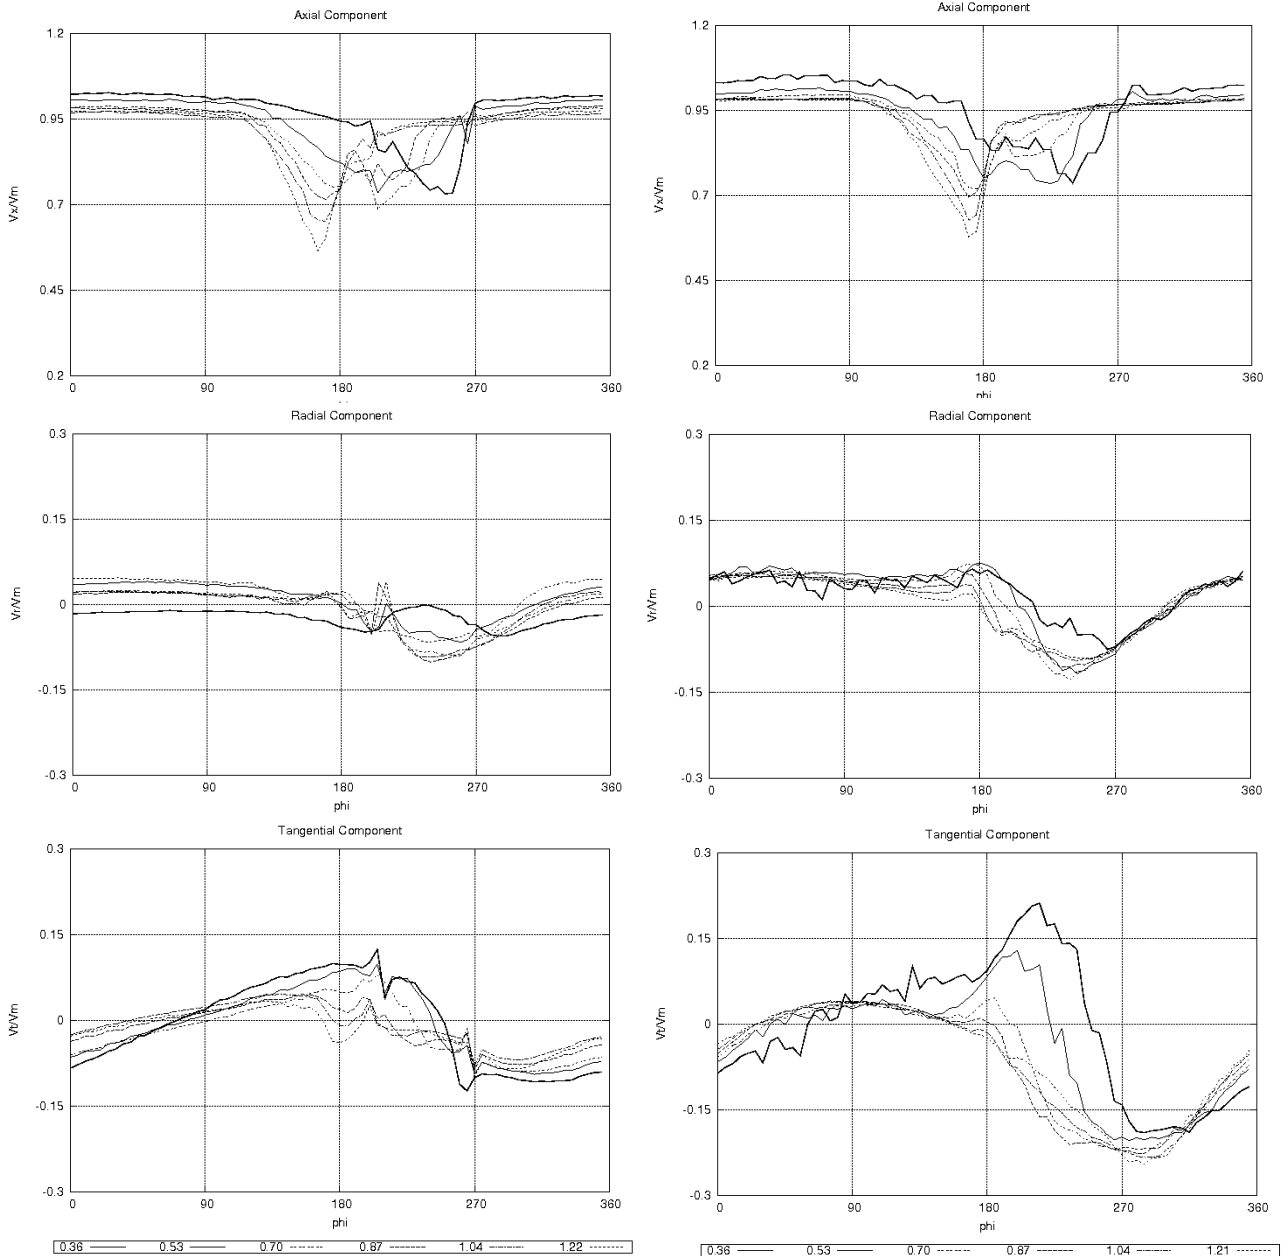 Axial Component
1.2
0.95
Vx/Vm
0.7
0.45
0.2
0 90 180 270 360
Axial Component
1.2
0.95
Vx/Vm
0.7
0.45
0.2
0 90 180 270 360
phi
Radial Component
0.3
0.15
Vr/Vm
0
-0.15
-0.3
0 90 180 270 360
phi
Radial Component
0.3
0.15
Vr/Vm
0
-0.15
-0.3
0 90 180 270 360
phi
Tangential Component
0.3
0.15
Vt/Vm
0
-0.15
-0.3
0 90 180 270 360
phi
0.36 0.53 0.70 0.87 1.04 1.22
Tangential Component
0.3
0.15
Vt/Vm
0
-0.15
-0.3
0 90 180 270 360
phi
0.36 0.53 0.70 0.87 1.04 1.21